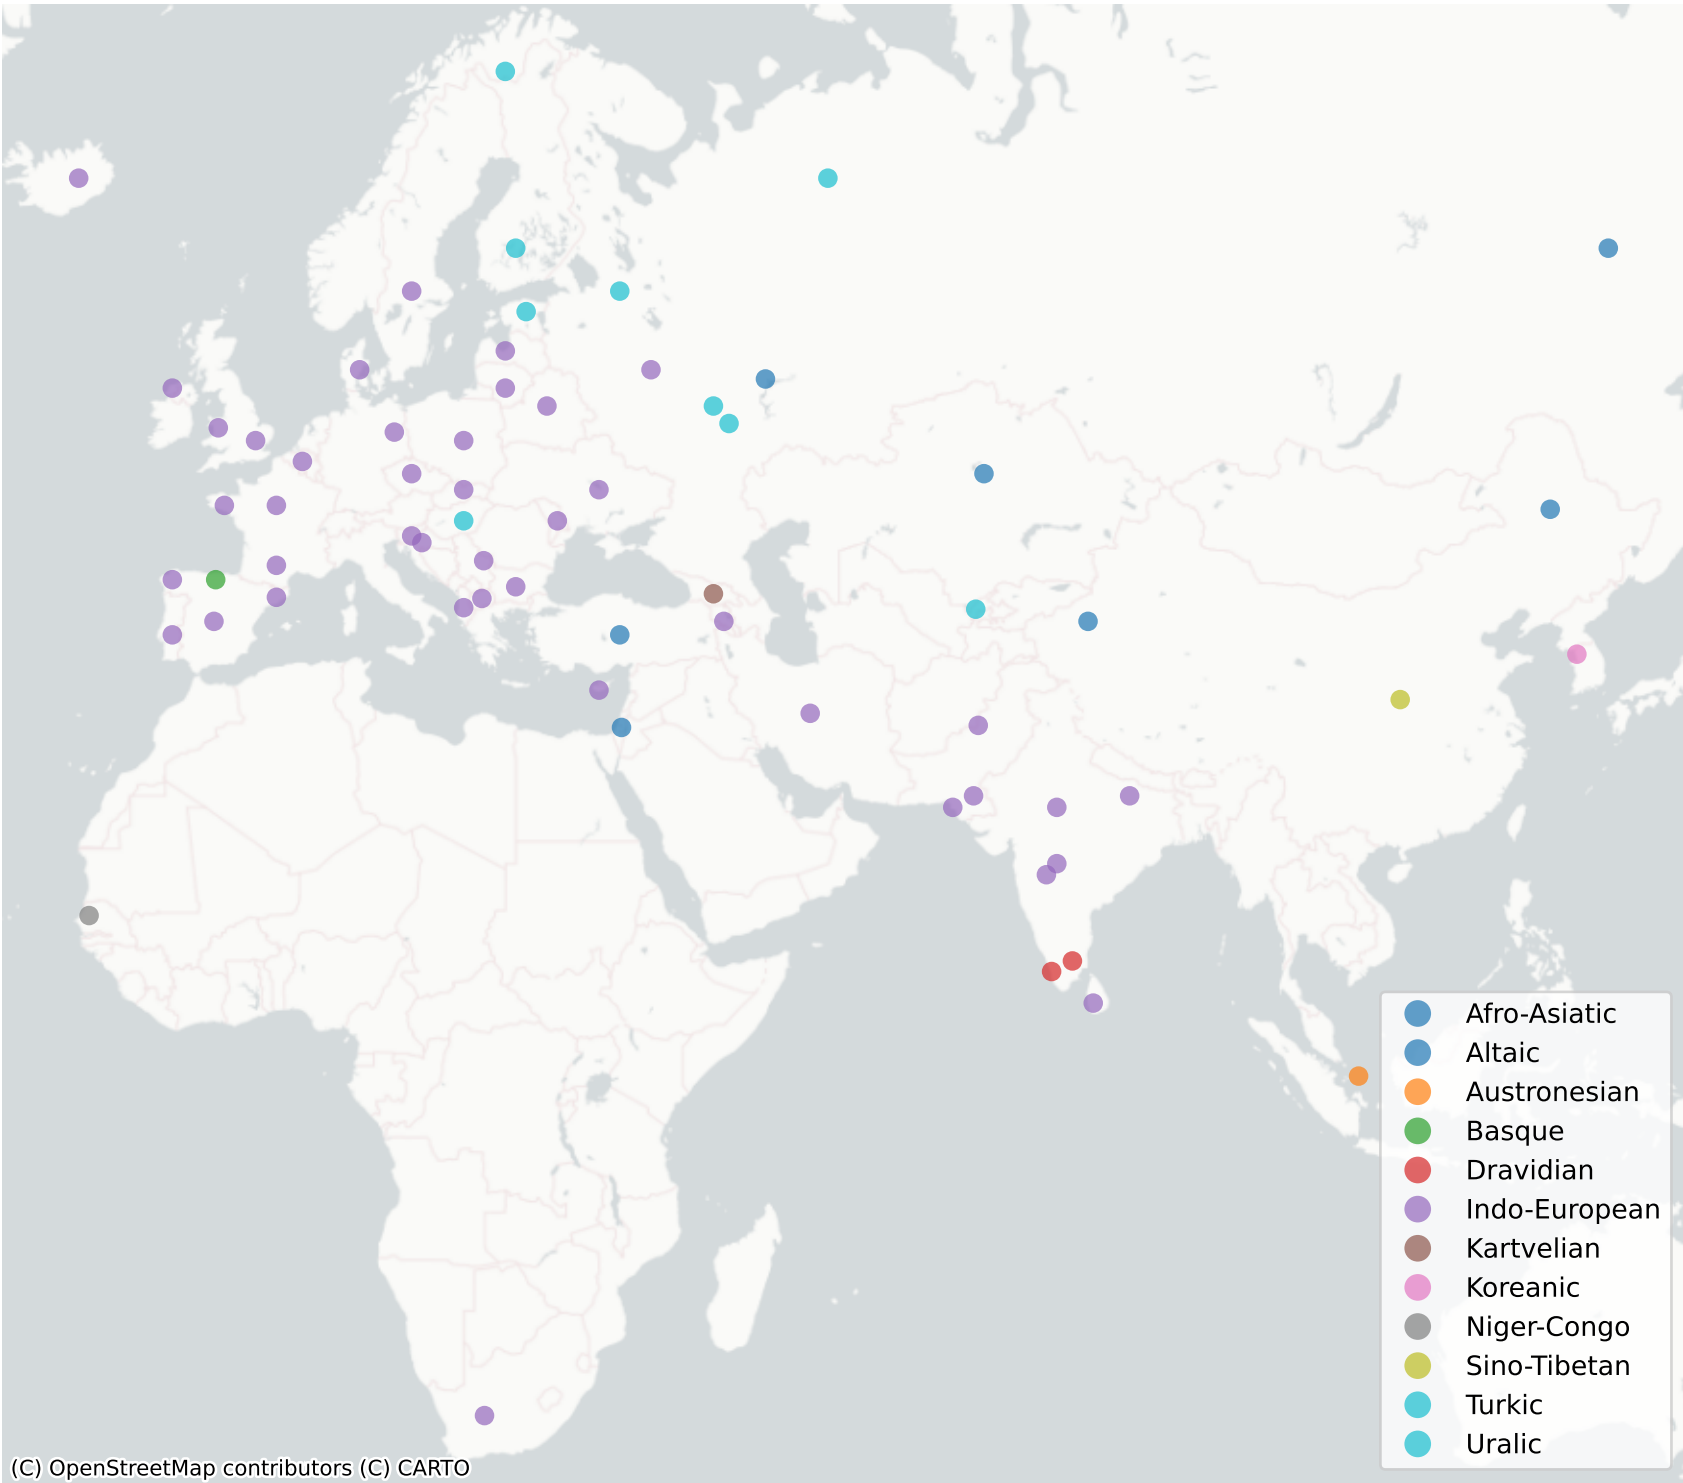 Afro-Asiatic
Altaic
Austronesian
Basque
Dravidian
Indo-European
Kartvelian
Koreanic
Niger-Congo
Sino-Tibetan
Turkic
Uralic
(C) OpenStreetMap contributors (C) CARTO